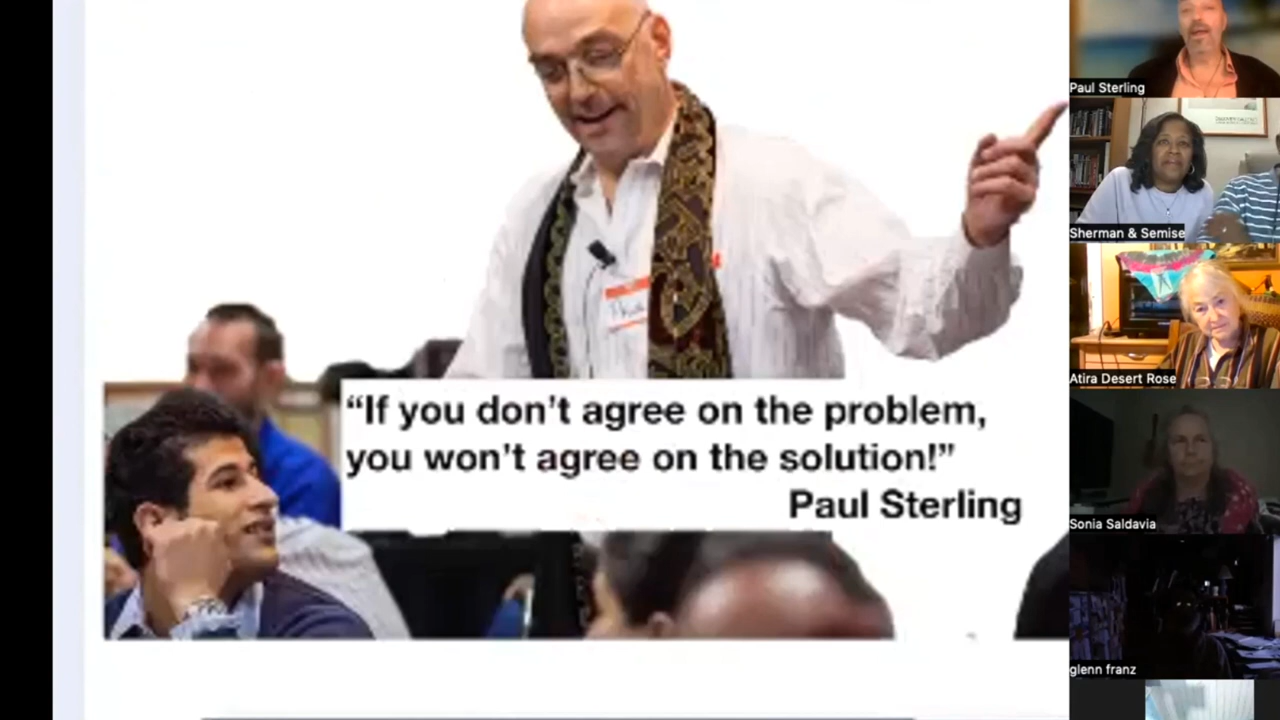 “If you don’t agree on the problem,
you won’t agree on the solution!”
Paul Sterling
Paul Sterling
Sherman & Semise
Atira Desert Rose
Sonia Saldavia
glenn franz